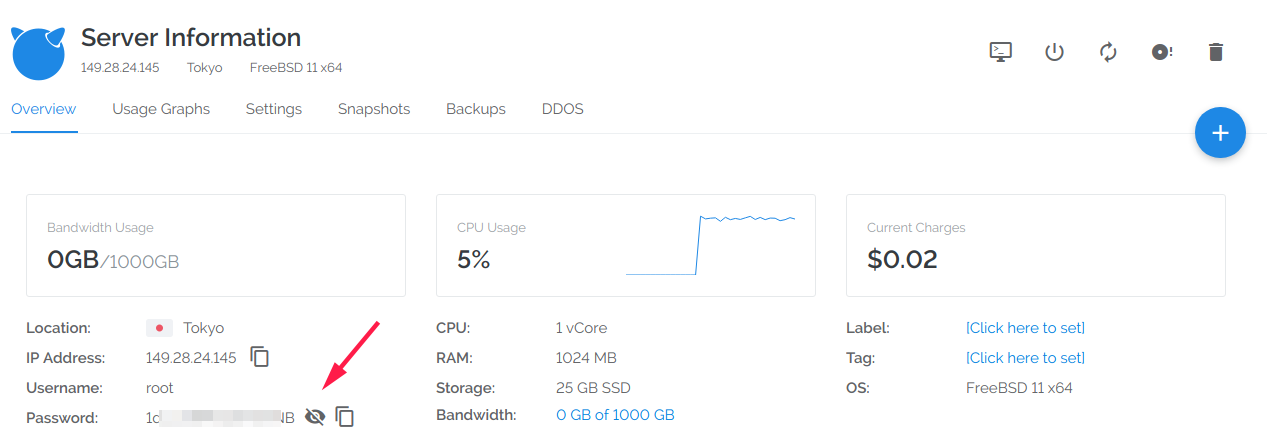 Server Information
149.28.24.145 Tokyo FreeBSD 11 x64
Overview Usage Graphs Settings Snapshots Backups DDOS
Bandwidth Usage
0GB/1000GB
CPU Usage
5%
Current Charges
$0.02
Location: Tokyo
IP Address: 149.28.24.145
Username: root
Password:
CPU: 1 vCore
RAM: 1024 MB
Storage: 25 GB SSD
Bandwidth: 0 GB of 1000 GB
Label: [Click here to set]
Tag: [Click here to set]
OS: FreeBSD 11 x64